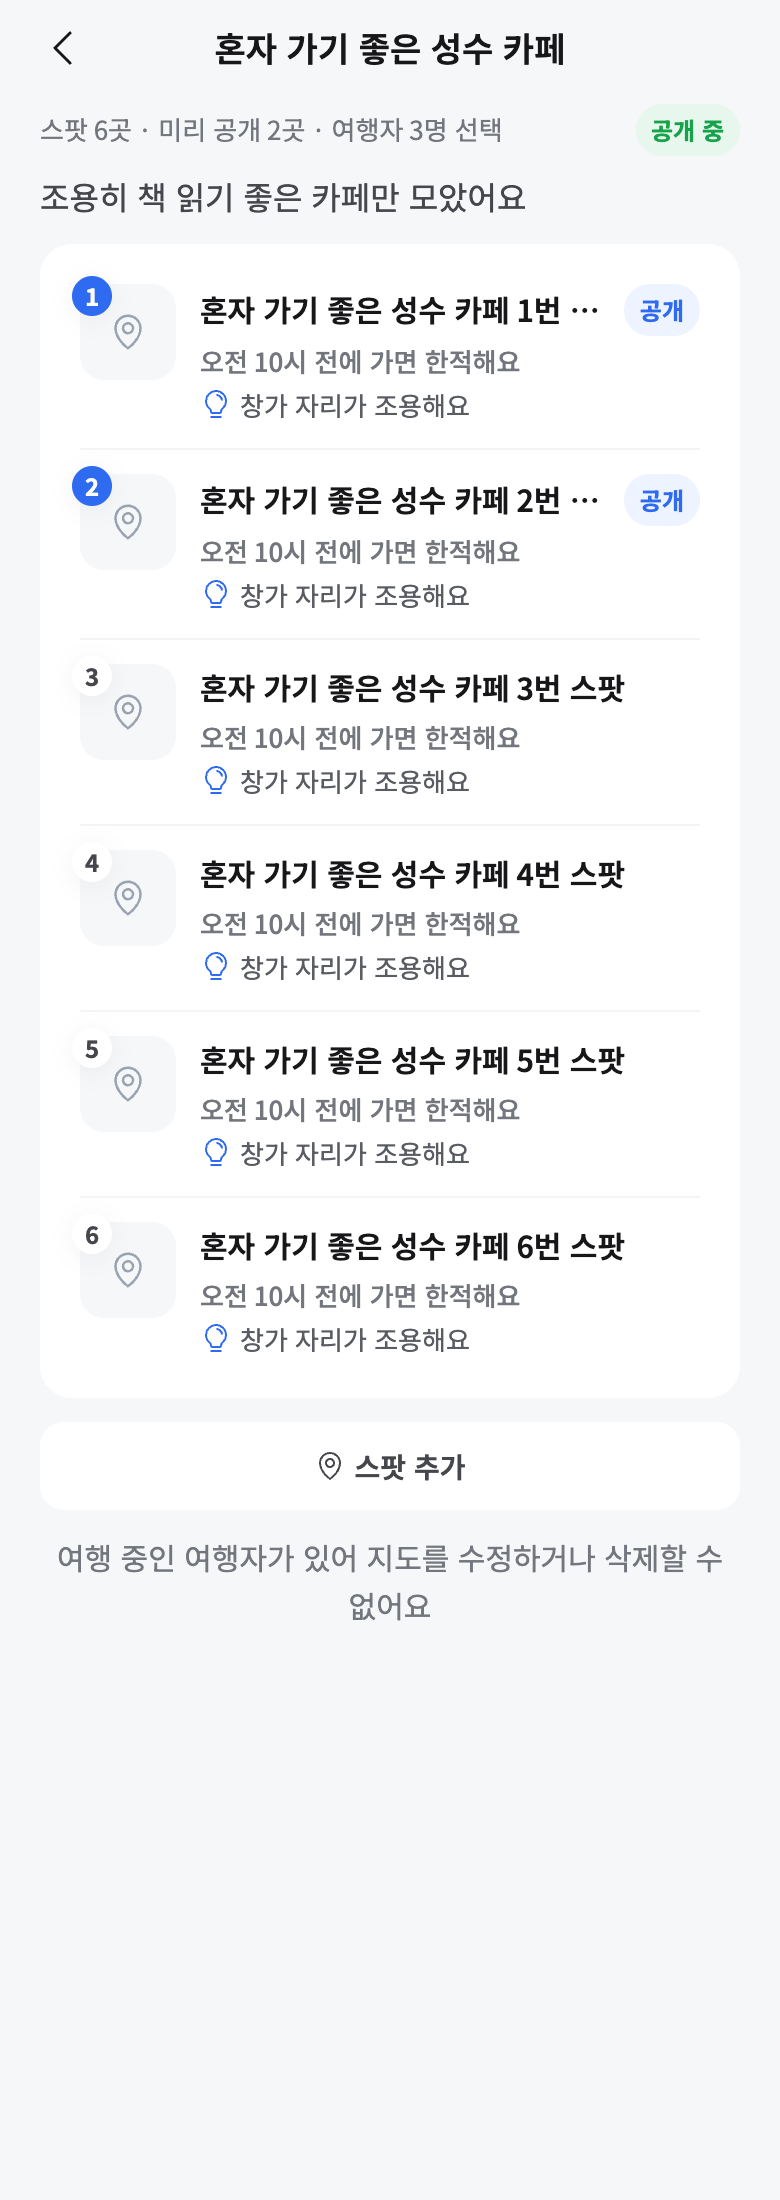 혼자 가기 좋은 성수 카페
스팟 6곳 · 미리 공개 2곳 · 여행자 3명 선택
공개 중
조용히 책 읽기 좋은 카페만 모았어요
1
혼자 가기 좋은 성수 카페 1번 ···
공개
오전 10시 전에 가면 한적해요
창가 자리가 조용해요
2
혼자 가기 좋은 성수 카페 2번 ···
공개
오전 10시 전에 가면 한적해요
창가 자리가 조용해요
3
혼자 가기 좋은 성수 카페 3번 스팟
오전 10시 전에 가면 한적해요
창가 자리가 조용해요
4
혼자 가기 좋은 성수 카페 4번 스팟
오전 10시 전에 가면 한적해요
창가 자리가 조용해요
5
혼자 가기 좋은 성수 카페 5번 스팟
오전 10시 전에 가면 한적해요
창가 자리가 조용해요
6
혼자 가기 좋은 성수 카페 6번 스팟
오전 10시 전에 가면 한적해요
창가 자리가 조용해요
스팟 추가
여행 중인 여행자가 있어 지도를 수정하거나 삭제할 수
없어요